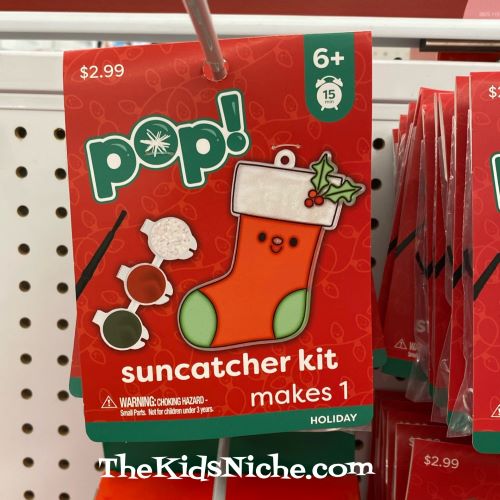 $2.99
6+
15
min
pop!
suncatcher kit
makes 1
⚠ WARNING: CHOKING HAZARD -
Small Parts. Not for children under 3 years.
HOLIDAY
$2.99
TheKidsNiche.com